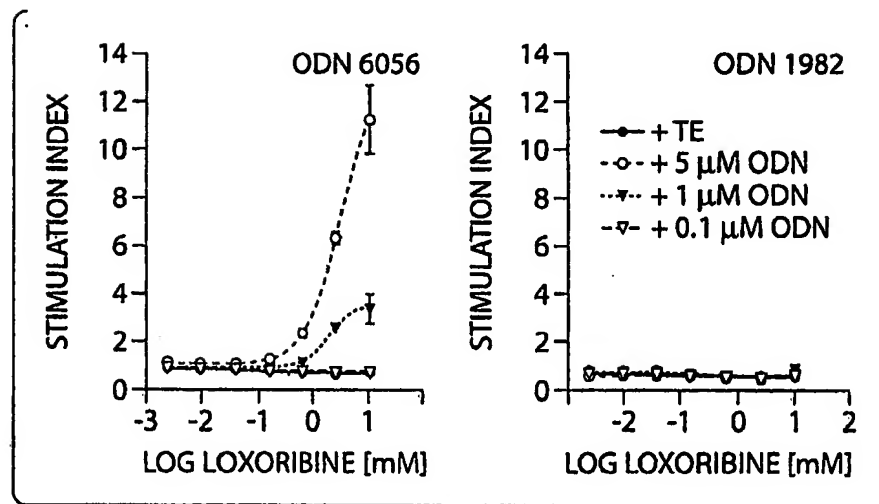 14
12
10
8
6
4
2
0
STIMULATION INDEX
ODN 6056
-3 -2 -1 0 1
LOG LOXORIBINE [mM]
14
12
10
8
6
4
2
0
STIMULATION INDEX
ODN 1982
+ TE
+ 5 μM ODN
+ 1 μM ODN
+ 0.1 μM ODN
-2 -1 0 1 2
LOG LOXORIBINE [mM]